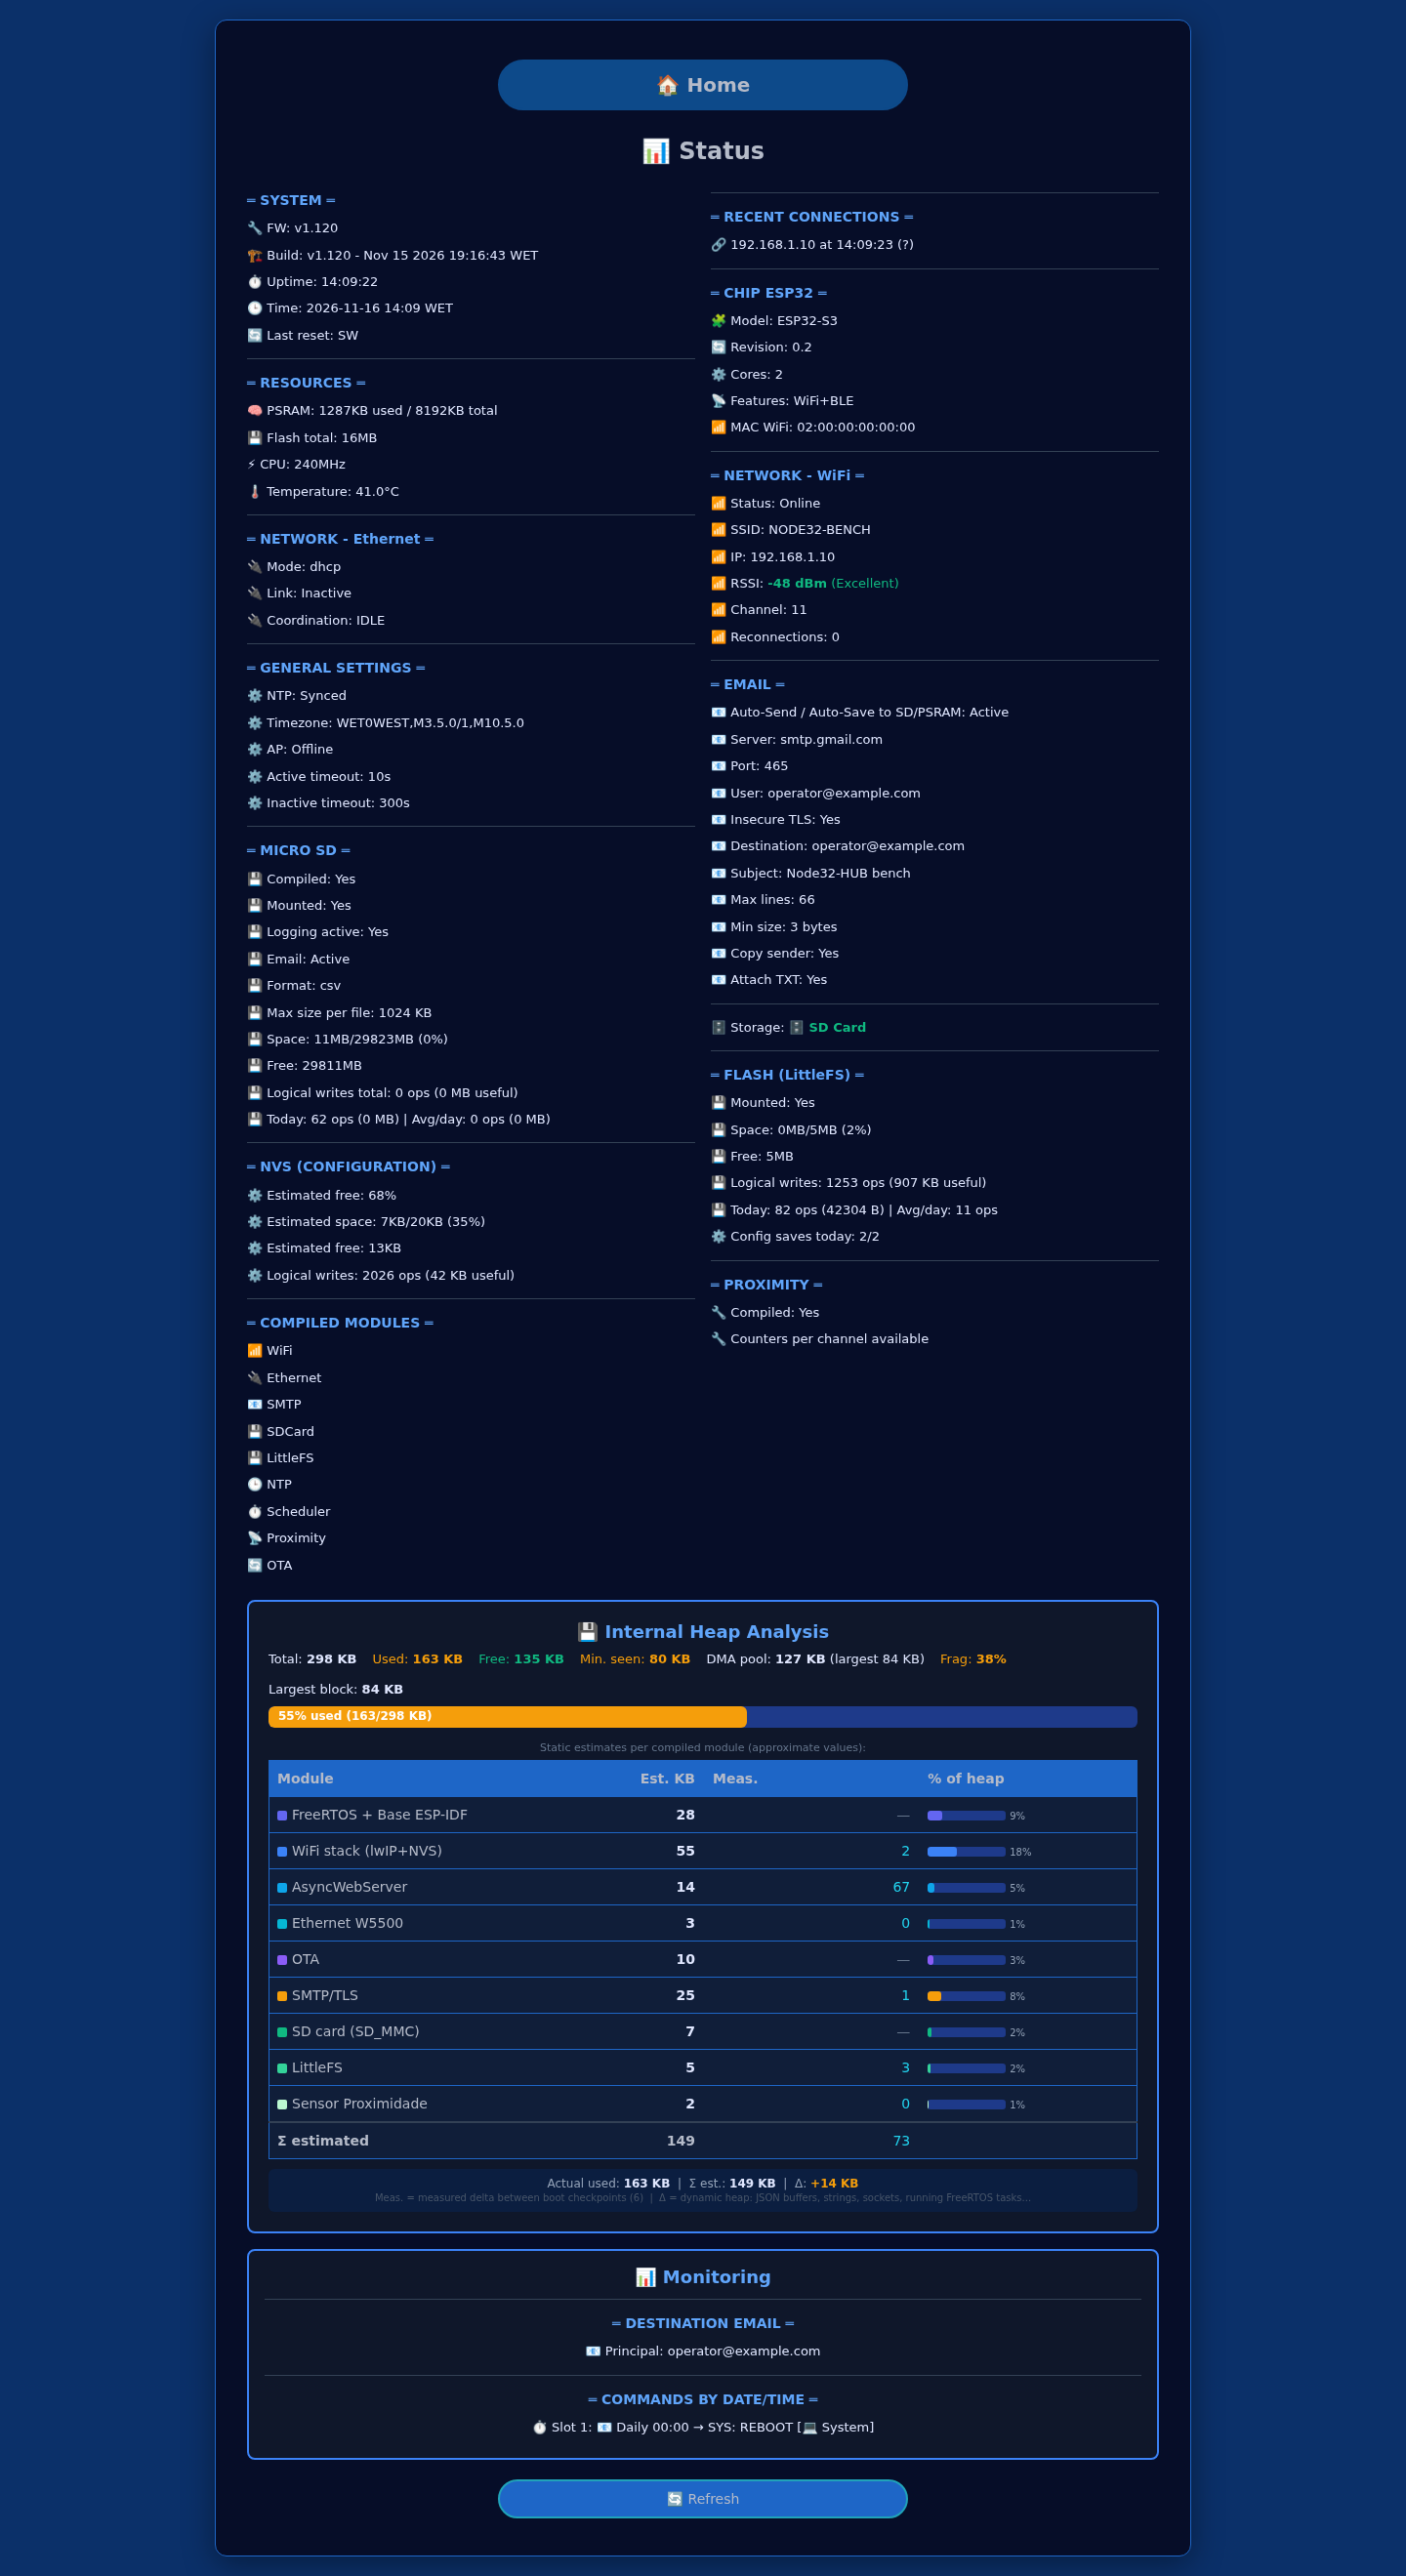 🏠 Home
📊 Status
═ SYSTEM ═
🔧 FW: v1.120
🏗️ Build: v1.120 - Nov 15 2026 19:16:43 WET
⏱️ Uptime: 14:09:22
🕒 Time: 2026-11-16 14:09 WET
🔄 Last reset: SW
═ RESOURCES ═
🧠 PSRAM: 1287KB used / 8192KB total
💾 Flash total: 16MB
⚡ CPU: 240MHz
🌡️ Temperature: 41.0°C
═ NETWORK - Ethernet ═
🔌 Mode: dhcp
🔌 Link: Inactive
🔌 Coordination: IDLE
═ GENERAL SETTINGS ═
⚙️ NTP: Synced
⚙️ Timezone: WET0WEST,M3.5.0/1,M10.5.0
⚙️ AP: Offline
⚙️ Active timeout: 10s
⚙️ Inactive timeout: 300s
═ MICRO SD ═
💾 Compiled: Yes
💾 Mounted: Yes
💾 Logging active: Yes
💾 Email: Active
💾 Format: csv
💾 Max size per file: 1024 KB
💾 Space: 11MB/29823MB (0%)
💾 Free: 29811MB
💾 Logical writes total: 0 ops (0 MB useful)
💾 Today: 62 ops (0 MB) | Avg/day: 0 ops (0 MB)
═ NVS (CONFIGURATION) ═
⚙️ Estimated free: 68%
⚙️ Estimated space: 7KB/20KB (35%)
⚙️ Estimated free: 13KB
⚙️ Logical writes: 2026 ops (42 KB useful)
═ COMPILED MODULES ═
📶 WiFi
🔌 Ethernet
📧 SMTP
💾 SDCard
💾 LittleFS
🕒 NTP
⏱️ Scheduler
📡 Proximity
🔄 OTA
═ RECENT CONNECTIONS ═
🔗 192.168.1.10 at 14:09:23 (?)
═ CHIP ESP32 ═
🧩 Model: ESP32-S3
🔄 Revision: 0.2
⚙️ Cores: 2
📡 Features: WiFi+BLE
📶 MAC WiFi: 02:00:00:00:00:00
═ NETWORK - WiFi ═
📶 Status: Online
📶 SSID: NODE32-BENCH
📶 IP: 192.168.1.10
📶 RSSI: -48 dBm (Excellent)
📶 Channel: 11
📶 Reconnections: 0
═ EMAIL ═
📧 Auto-Send / Auto-Save to SD/PSRAM: Active
📧 Server: smtp.gmail.com
📧 Port: 465
📧 User: operator@example.com
📧 Insecure TLS: Yes
📧 Destination: operator@example.com
📧 Subject: Node32-HUB bench
📧 Max lines: 66
📧 Min size: 3 bytes
📧 Copy sender: Yes
📧 Attach TXT: Yes
🗄️ Storage: 🗄️ SD Card
═ FLASH (LittleFS) ═
💾 Mounted: Yes
💾 Space: 0MB/5MB (2%)
💾 Free: 5MB
💾 Logical writes: 1253 ops (907 KB useful)
💾 Today: 82 ops (42304 B) | Avg/day: 11 ops
⚙️ Config saves today: 2/2
═ PROXIMITY ═
🔧 Compiled: Yes
🔧 Counters per channel available
💾 Internal Heap Analysis
Total: 298 KB Used: 163 KB Free: 135 KB Min. seen: 80 KB DMA pool: 127 KB (largest 84 KB) Frag: 38%
Largest block: 84 KB
55% used (163/298 KB)
Static estimates per compiled module (approximate values):
Module Est. KB Meas. % of heap
FreeRTOS + Base ESP-IDF 28 — 9%
WiFi stack (lwIP+NVS) 55 2 18%
AsyncWebServer 14 67 5%
Ethernet W5500 3 0 1%
OTA 10 — 3%
SMTP/TLS 25 1 8%
SD card (SD_MMC) 7 — 2%
LittleFS 5 3 2%
Sensor Proximidade 2 0 1%
Σ estimated 149 73
Actual used: 163 KB | Σ est.: 149 KB | Δ: +14 KB
Meas. = measured delta between boot checkpoints (6) | Δ = dynamic heap: JSON buffers, strings, sockets, running FreeRTOS tasks...
📊 Monitoring
═ DESTINATION EMAIL ═
📧 Principal: operator@example.com
═ COMMANDS BY DATE/TIME ═
⏱️ Slot 1: 📧 Daily 00:00 → SYS: REBOOT [💻 System]
🔄 Refresh